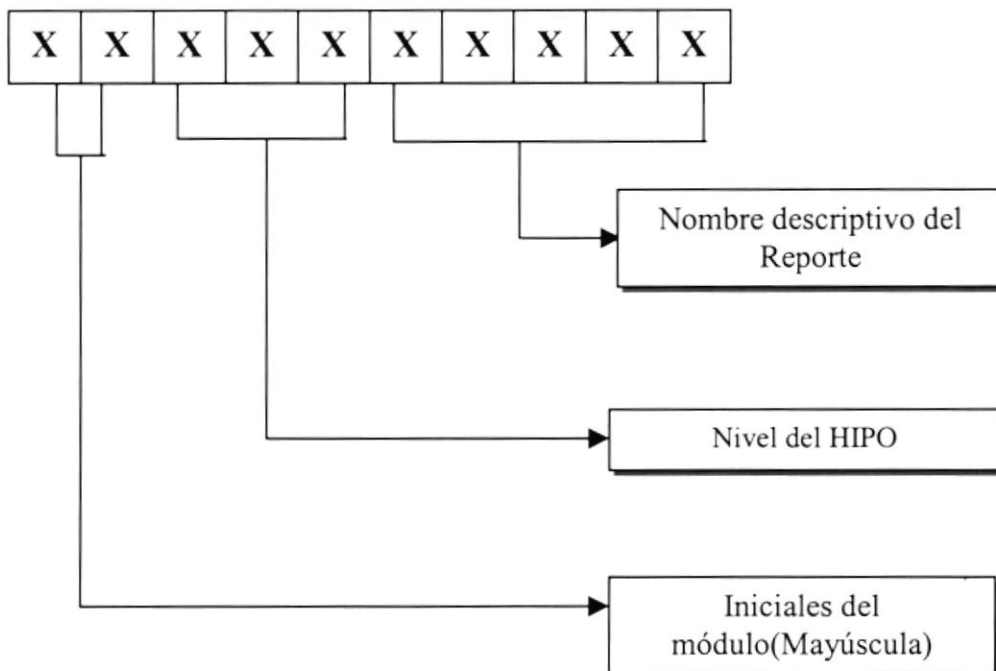 X X X X X X X X X X
Nombre descriptivo del
Reporte
Nivel del HIPO
Iniciales del
módulo(Mayúscula)